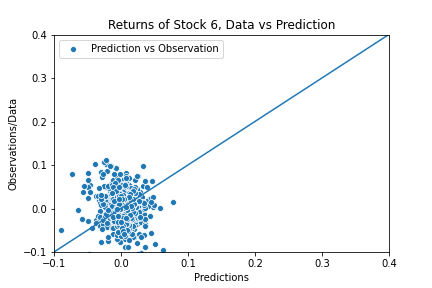 Returns of Stock 6, Data vs Prediction
Prediction vs Observation
Observations/Data
0.4
0.3
0.2
0.1
0.0
−0.1
−0.1 0.0 0.1 0.2 0.3 0.4
Predictions